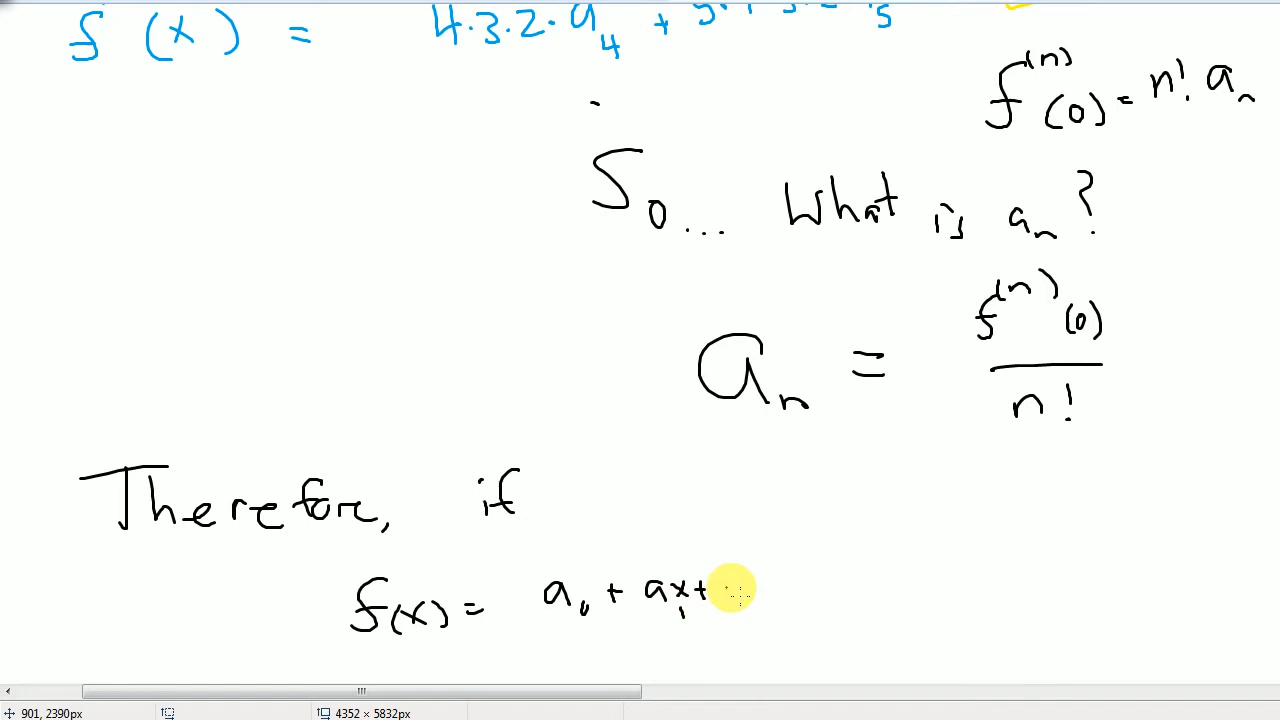 f (x) = 4·3·2·a₄ +
f⁽ⁿ⁾(0) = n! aₙ
So... What is aₙ?
aₙ = f⁽ⁿ⁾(0) / n!
Therefore, if
f(x) = a₀ + a₁x +
901, 2390px 4352 × 5832px